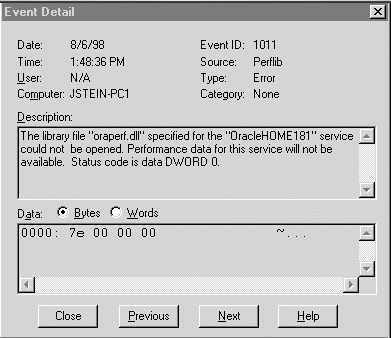 Event Detail
Date: 8/6/98 Event ID: 1011
Time: 1:48:36 PM Source: Perflib
User: N/A Type: Error
Computer: JSTEIN-PC1 Category: None
Description:
The library file "oraperf.dll" specified for the "OracleHOME181" service
could not  be opened. Performance data for this service will not be
available.  Status code is data DWORD 0.
Data: Bytes Words
0000: 7e 00 00 00 ~...
Close Previous Next Help